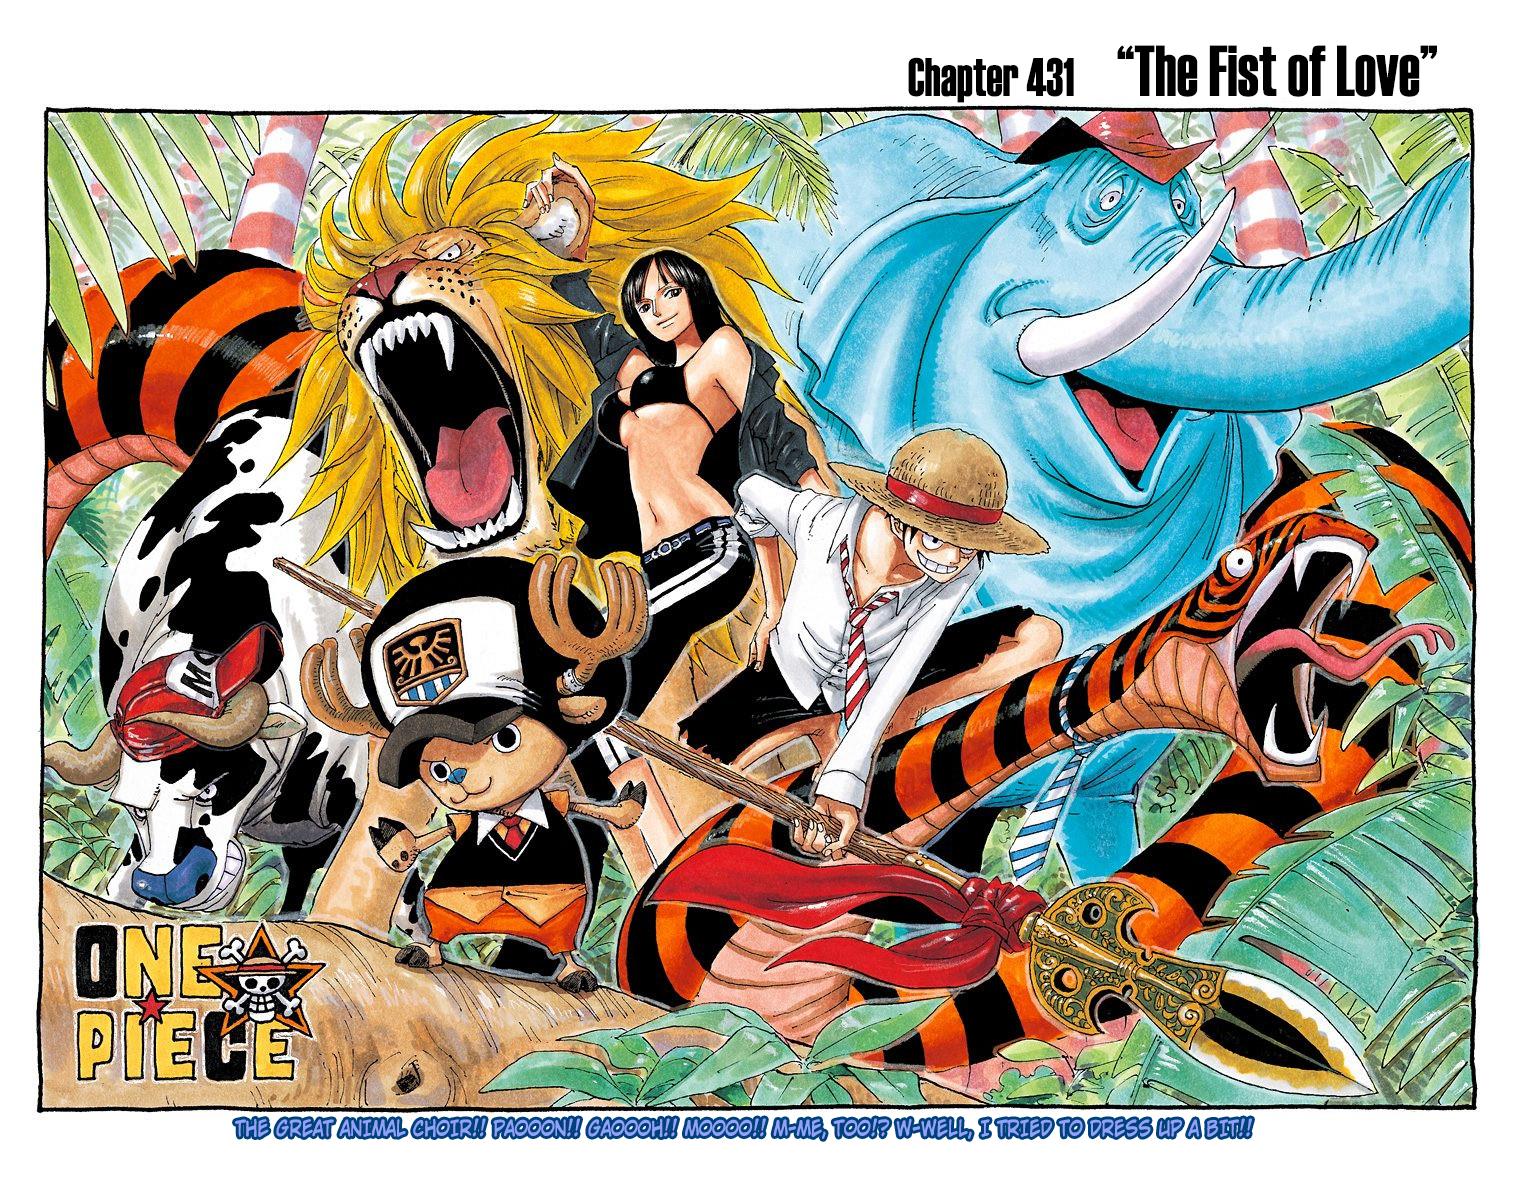 Chapter 431 "The Fist of Love"
M
ONE
PIECE
THE GREAT ANIMAL CHOIR!! PAOOON!! GAOOOH!! MOOOO!! M-ME, TOO!? W-WELL, I TRIED TO DRESS UP A BIT!!